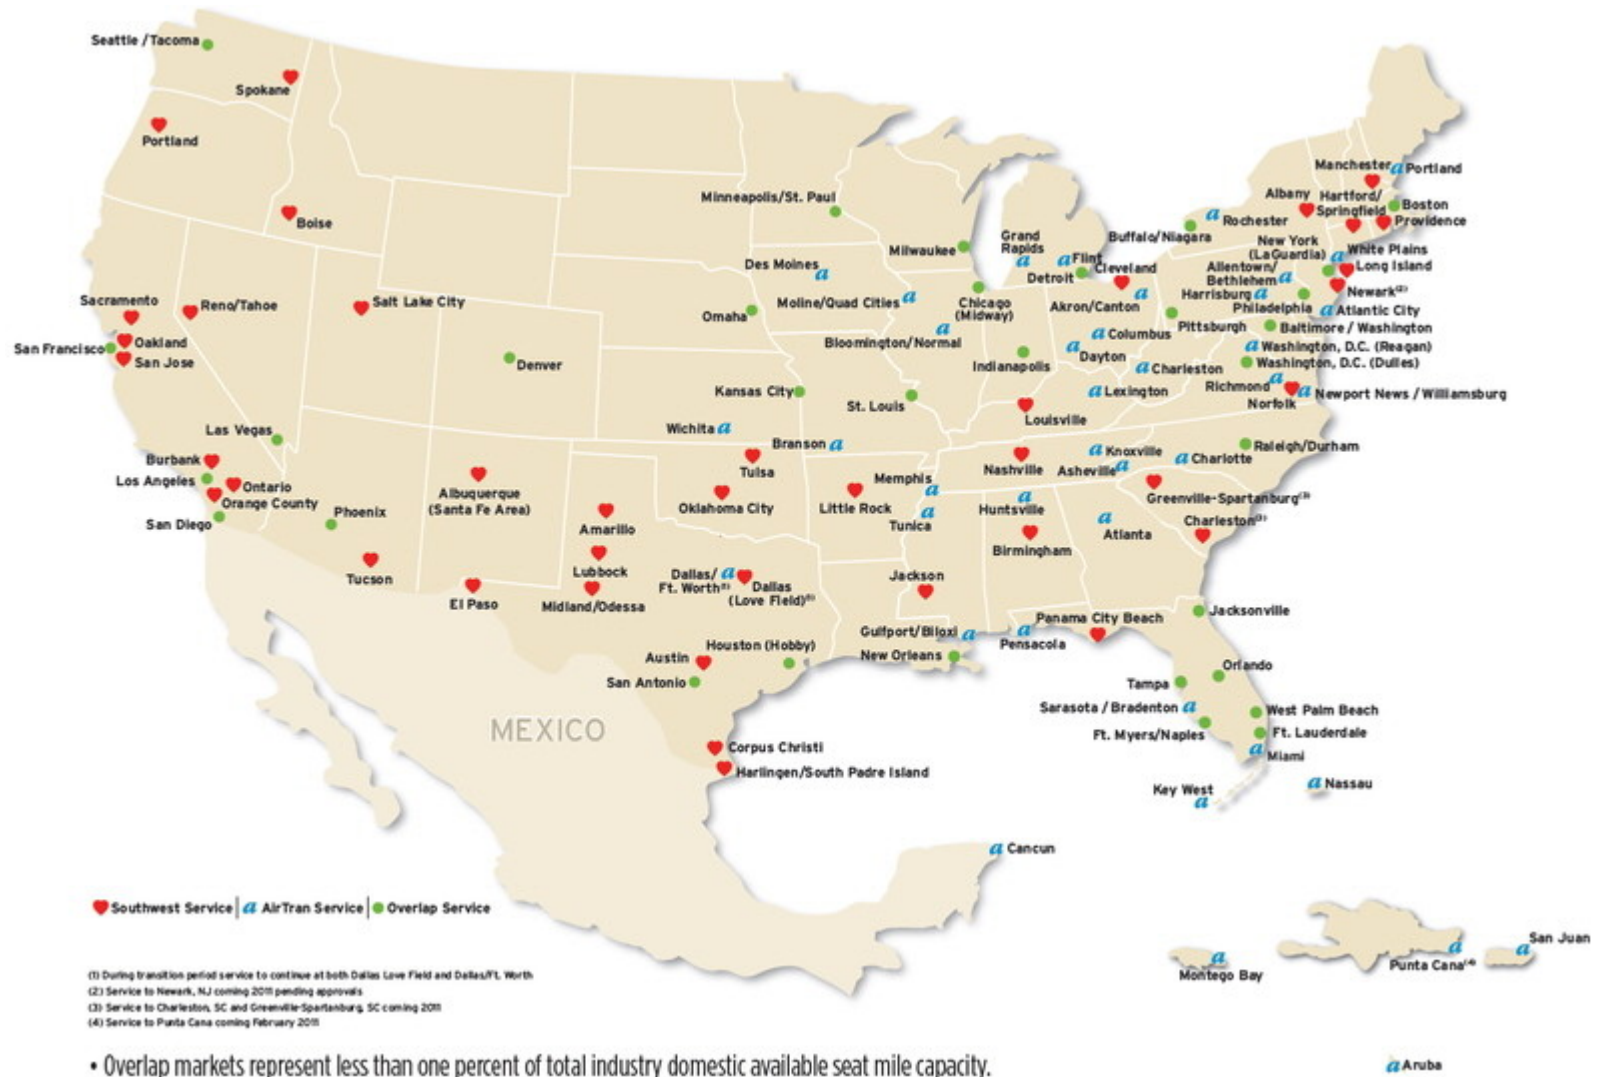 Seattle / Tacoma
Spokane
Portland
Boise
Minneapolis/St. Paul
Milwaukee
Grand
Rapids
Flint
Detroit
Cleveland
Buffalo/Niagara
Rochester
Albany
Manchester
Portland
Hartford/
Springfield
Boston
Providence
New York
(LaGuardia)
White Plains
Long Island
Allentown/
Bethlehem
Newark(2)
Harrisburg
Philadelphia
Atlantic City
Des Moines
Moline/Quad Cities
Chicago
(Midway)
Akron/Canton
Pittsburgh
Baltimore / Washington
Sacramento
Reno/Tahoe
Salt Lake City
Omaha
Bloomington/Normal
Columbus
Washington, D.C. (Reagan)
San Francisco
Oakland
San Jose
Denver
Indianapolis
Dayton
Charleston
Washington, D.C. (Dulles)
Kansas City
St. Louis
Lexington
Richmond
Norfolk
Newport News / Williamsburg
Louisville
Las Vegas
Wichita
Branson
Tulsa
Nashville
Knoxville
Asheville
Charlotte
Raleigh/Durham
Burbank
Los Angeles
Ontario
Orange County
San Diego
Phoenix
Albuquerque
(Santa Fe Area)
Amarillo
Oklahoma City
Little Rock
Memphis
Tunica
Huntsville
Greenville-Spartanburg(3)
Charleston(3)
Atlanta
Birmingham
Tucson
El Paso
Lubbock
Midland/Odessa
Dallas/
Ft. Worth(1)
Dallas
(Love Field)(1)
Jackson
Panama City Beach
Jacksonville
Gulfport/Biloxi
Pensacola
New Orleans
Austin
Houston (Hobby)
San Antonio
Orlando
Tampa
Sarasota / Bradenton
West Palm Beach
Ft. Myers/Naples
Ft. Lauderdale
Miami
MEXICO
Corpus Christi
Harlingen/South Padre Island
Key West
Nassau
a Cancun
Southwest Service | a AirTran Service | Overlap Service
San Juan
Punta Cana(4)
Montego Bay
(1) During transition period service to continue at both Dallas Love Field and Dallas/Ft. Worth
(2) Service to Newark, NJ coming 2011 pending approvals
(3) Service to Charleston, SC and Greenville-Spartanburg, SC coming 2011
(4) Service to Punta Cana coming February 2011
• Overlap markets represent less than one percent of total industry domestic available seat mile capacity.
a Aruba